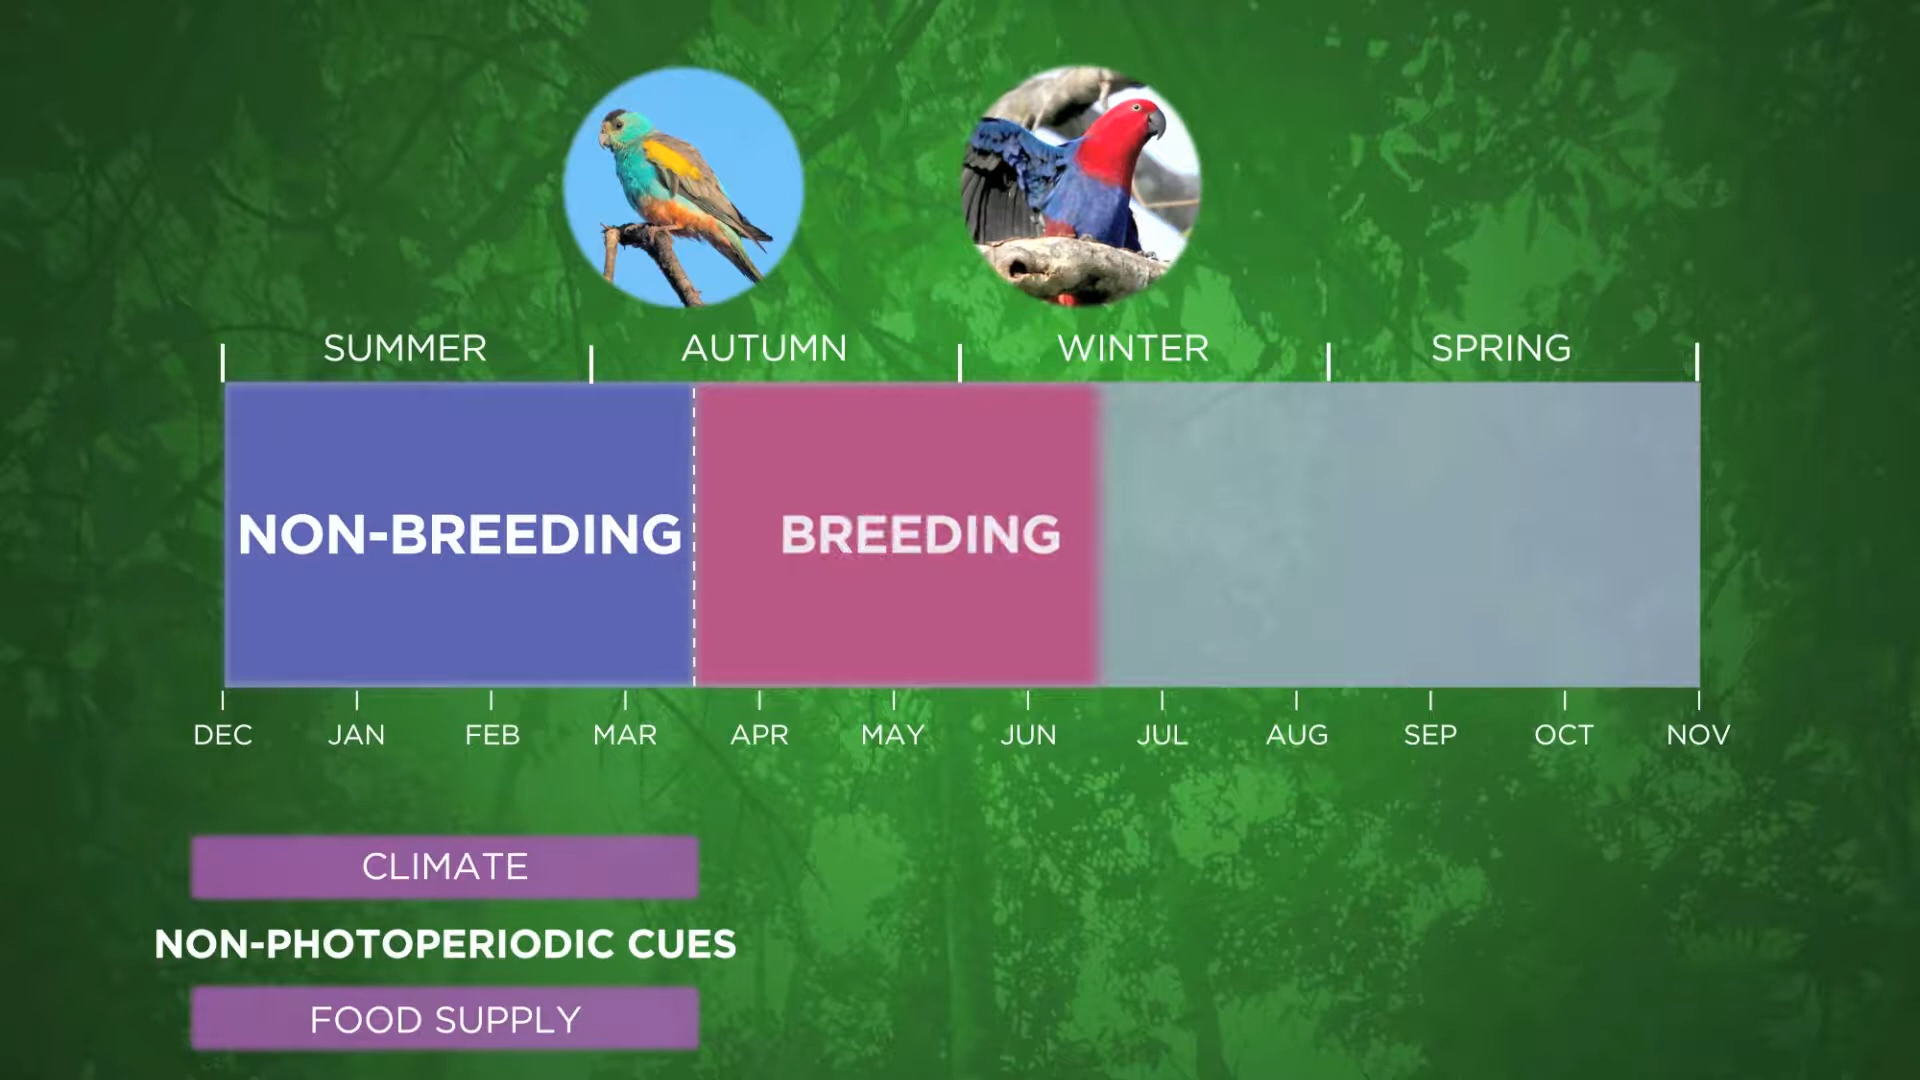 SUMMER AUTUMN WINTER SPRING
NON-BREEDING BREEDING
DEC JAN FEB MAR APR MAY JUN JUL AUG SEP OCT NOV
CLIMATE
NON-PHOTOPERIODIC CUES
FOOD SUPPLY